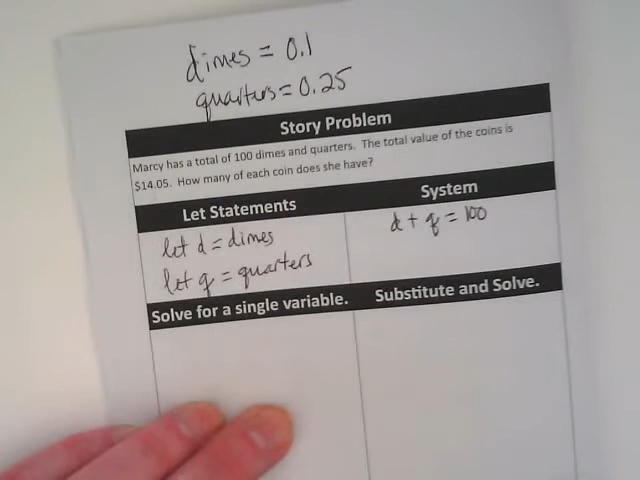 dimes = 0.1
quarters = 0.25
Story Problem
Marcy has a total of 100 dimes and quarters. The total value of the coins is
$14.05. How many of each coin does she have?
Let Statements
System
let d = dimes
let q = quarters
d + q = 100
Solve for a single variable.
Substitute and Solve.